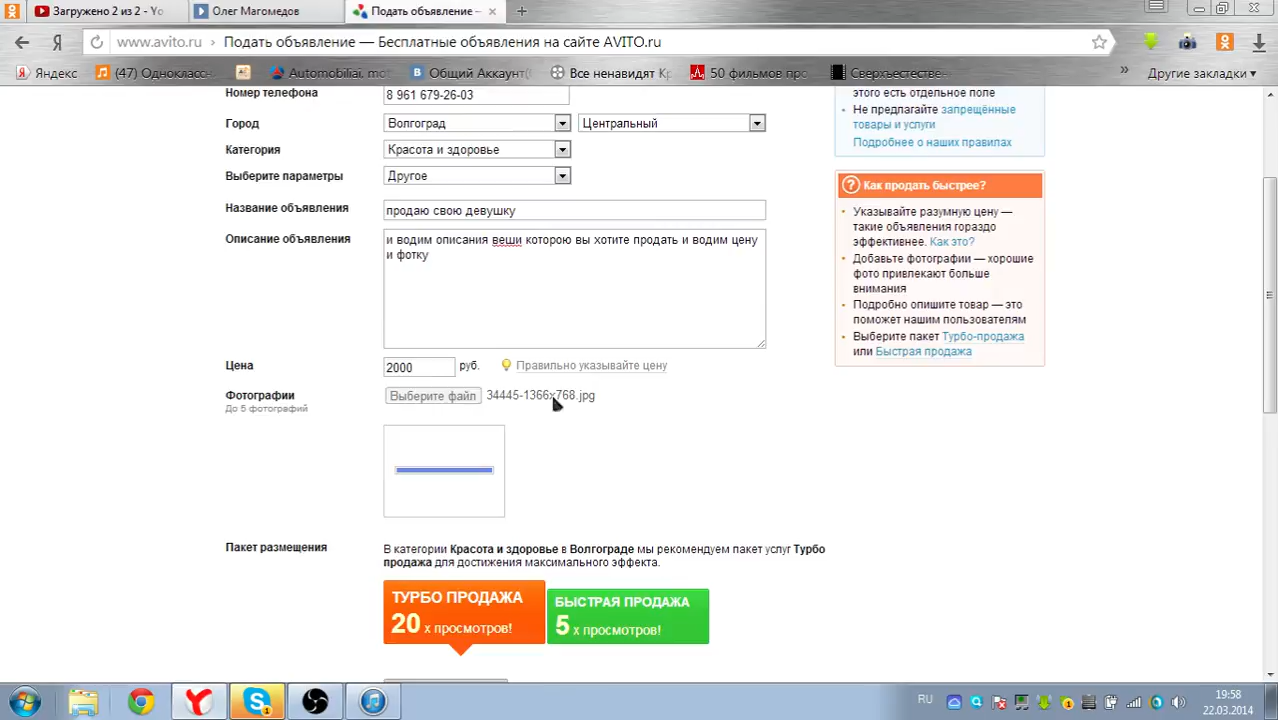 Загружено 2 из 2 - Yo
Олег Магомедов
Подать объявление —
www.avito.ru › Подать объявление — Бесплатные объявления на сайте AVITO.ru
Яндекс
(47) Одноклассн
Automobiliai, mot
Общий Аккаунт(
Все ненавидят Кр
50 фильмов про
Сверхъестестве
» Другие закладки
Номер телефона
8 961 679-26-03
этого есть отдельное поле
Не предлагайте запрещённые
товары и услуги
Подробнее о наших правилах
Город
Волгоград
Центральный
Категория
Красота и здоровье
Выберите параметры
Другое
Как продать быстрее?
Указывайте разумную цену —
такие объявления гораздо
эффективнее. Как это?
Добавьте фотографии — хорошие
фото привлекают больше
внимания
Подробно опишите товар — это
поможет нашим пользователям
Выберите пакет Турбо-продажа
или Быстрая продажа
Название объявления
продаю свою девушку
Описание объявления
и водим описания веши которою вы хотите продать и водим цену
и фотку
Цена
2000
руб.
Правильно указывайте цену
Фотографии
До 5 фотографий
Выберите файл
34445-1366x768.jpg
Пакет размещения
В категории Красота и здоровье в Волгограде мы рекомендуем пакет услуг Турбо
продажа для достижения максимального эффекта.
ТУРБО ПРОДАЖА
20 х просмотров!
БЫСТРАЯ ПРОДАЖА
5 х просмотров!
RU
19:58
22.03.2014